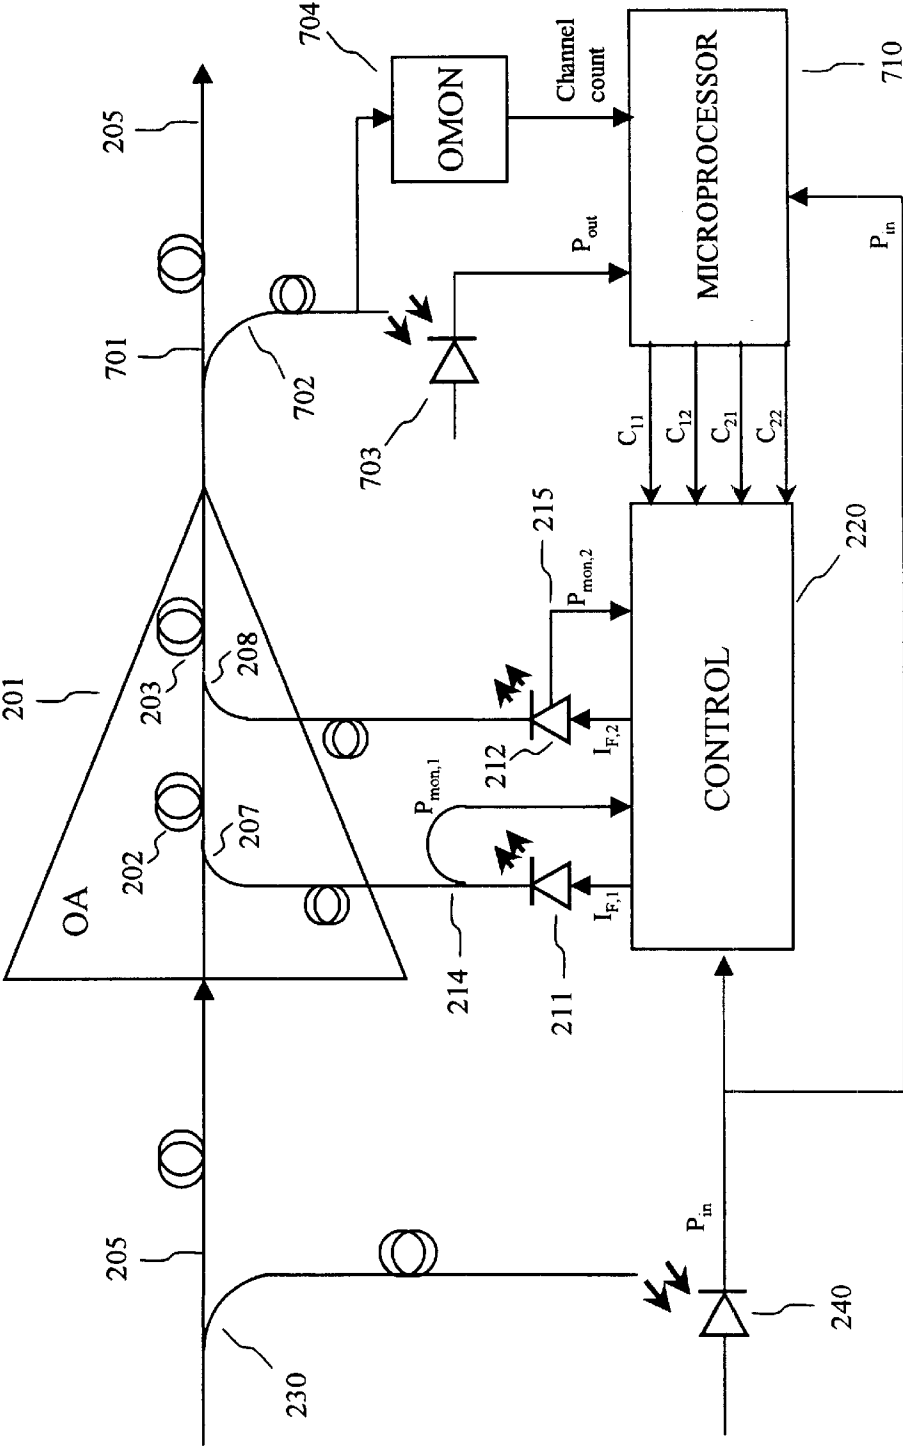 205
230
P_in
240
201
OA
202
207
203
208
P_mon,1
214
211
I_F,1
212
I_F,2
215
P_mon,2
CONTROL
220
701
205
702
703
704
OMON
P_out
Channel
count
MICROPROCESSOR
710
C_11
C_12
C_21
C_22
P_in